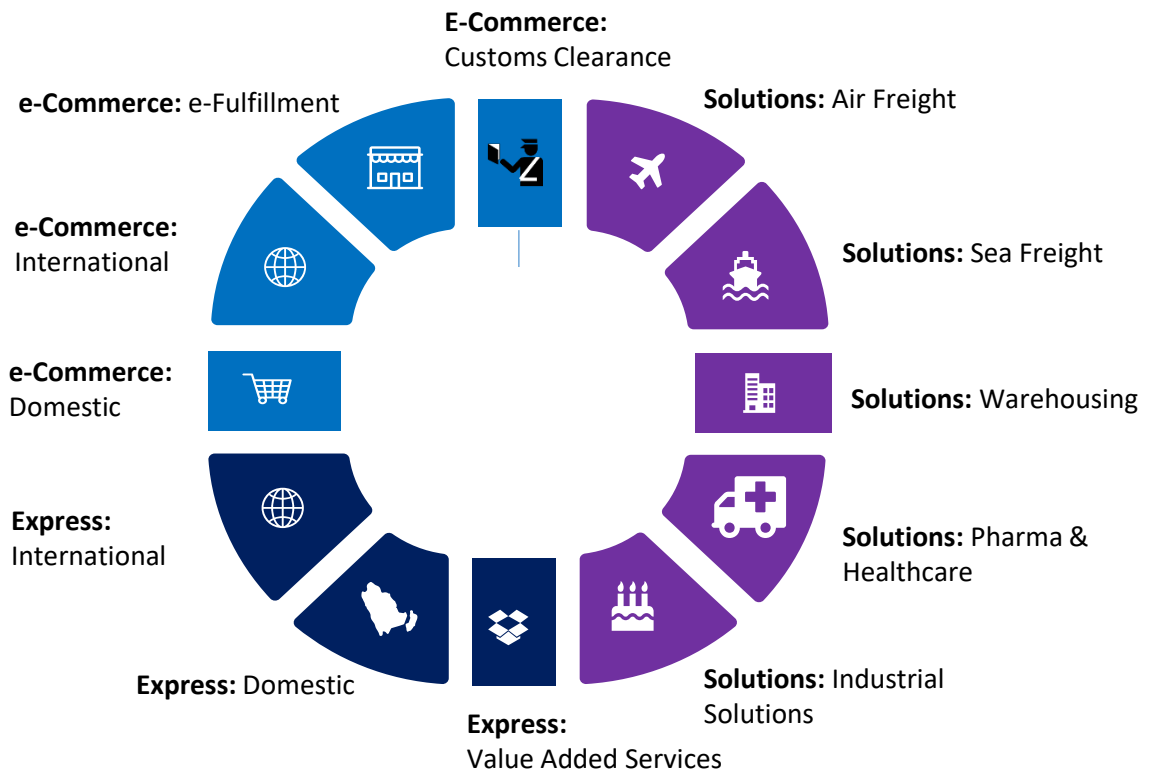 E-Commerce:
Customs Clearance
e-Commerce: e-Fulfillment
Solutions: Air Freight
e-Commerce:
International
Solutions: Sea Freight
e-Commerce:
Domestic
Solutions: Warehousing
Express:
International
Solutions: Pharma &
Healthcare
Express: Domestic
Solutions: Industrial
Solutions
Express:
Value Added Services